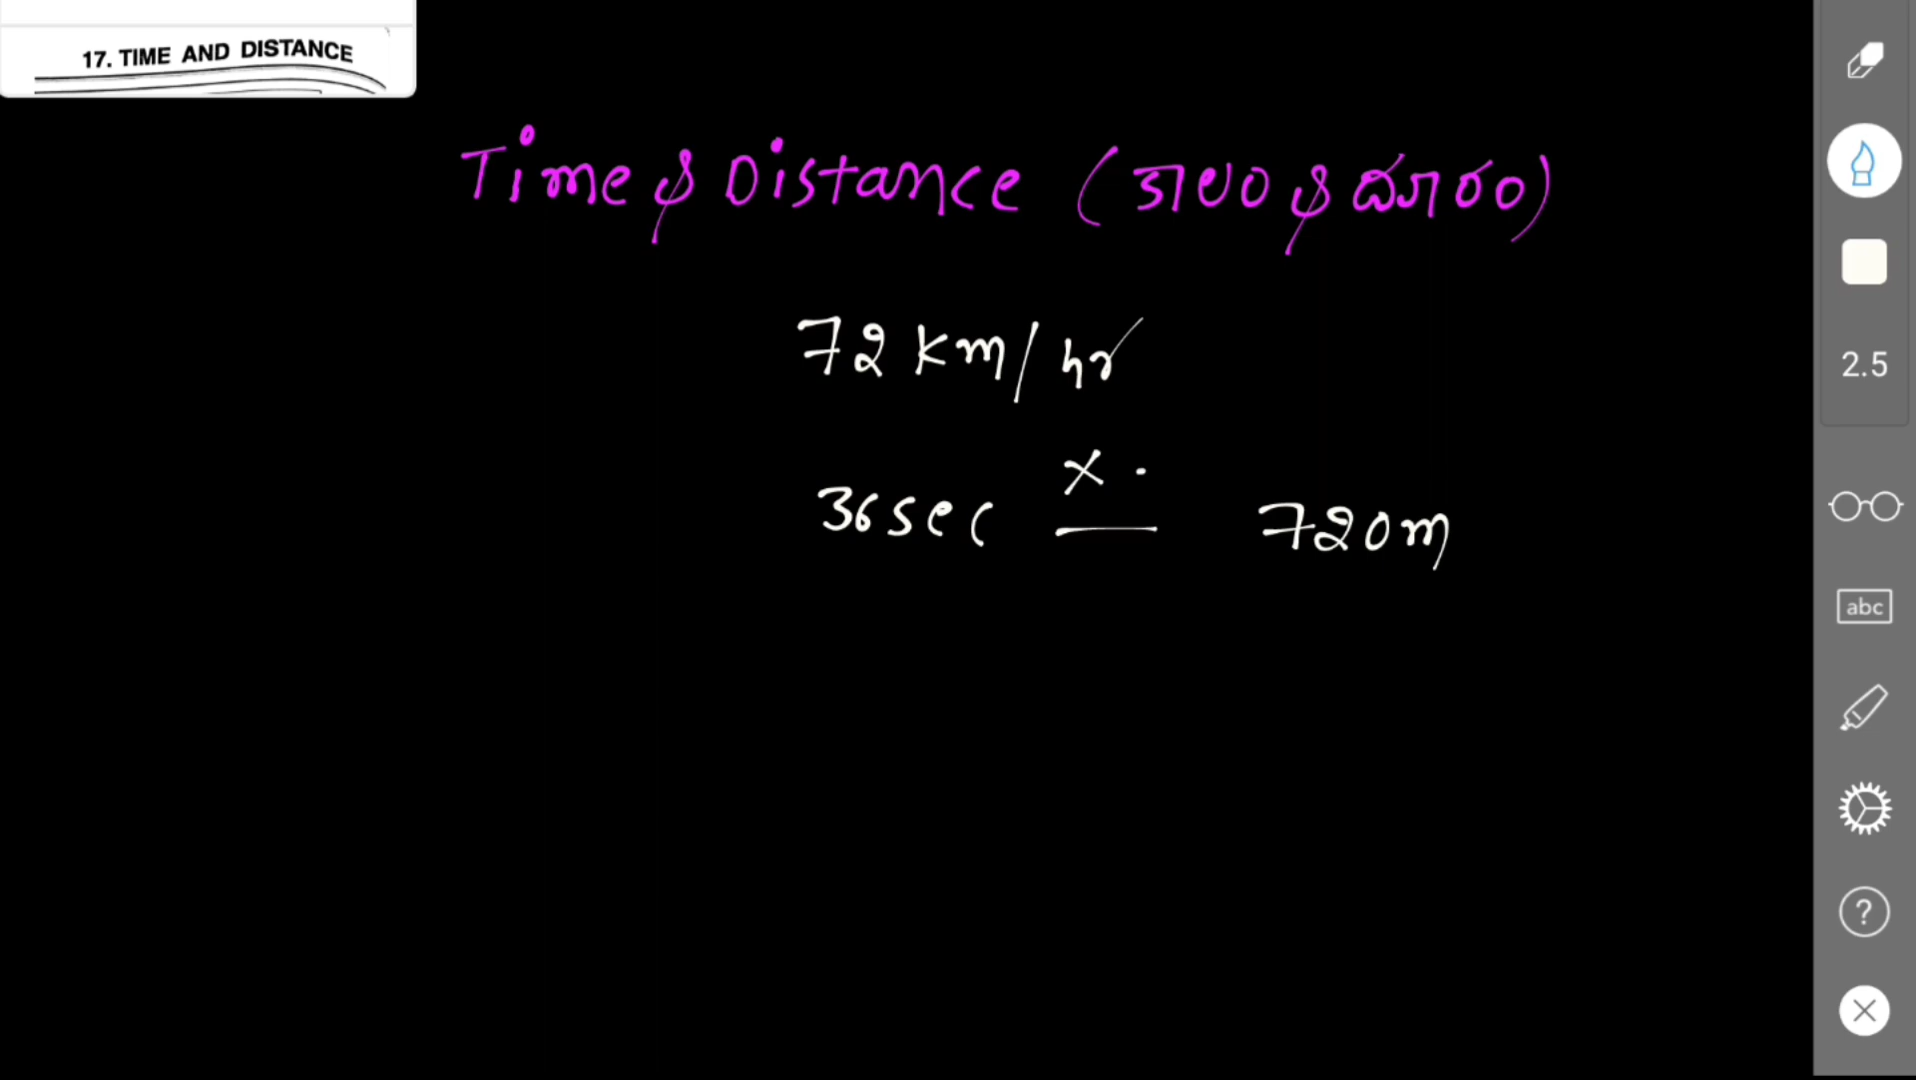 17. TIME AND DISTANCE
Time & Distance (కాలం & దూరం)
72 km/hr
36 sec x . 720m
2.5
abc
?